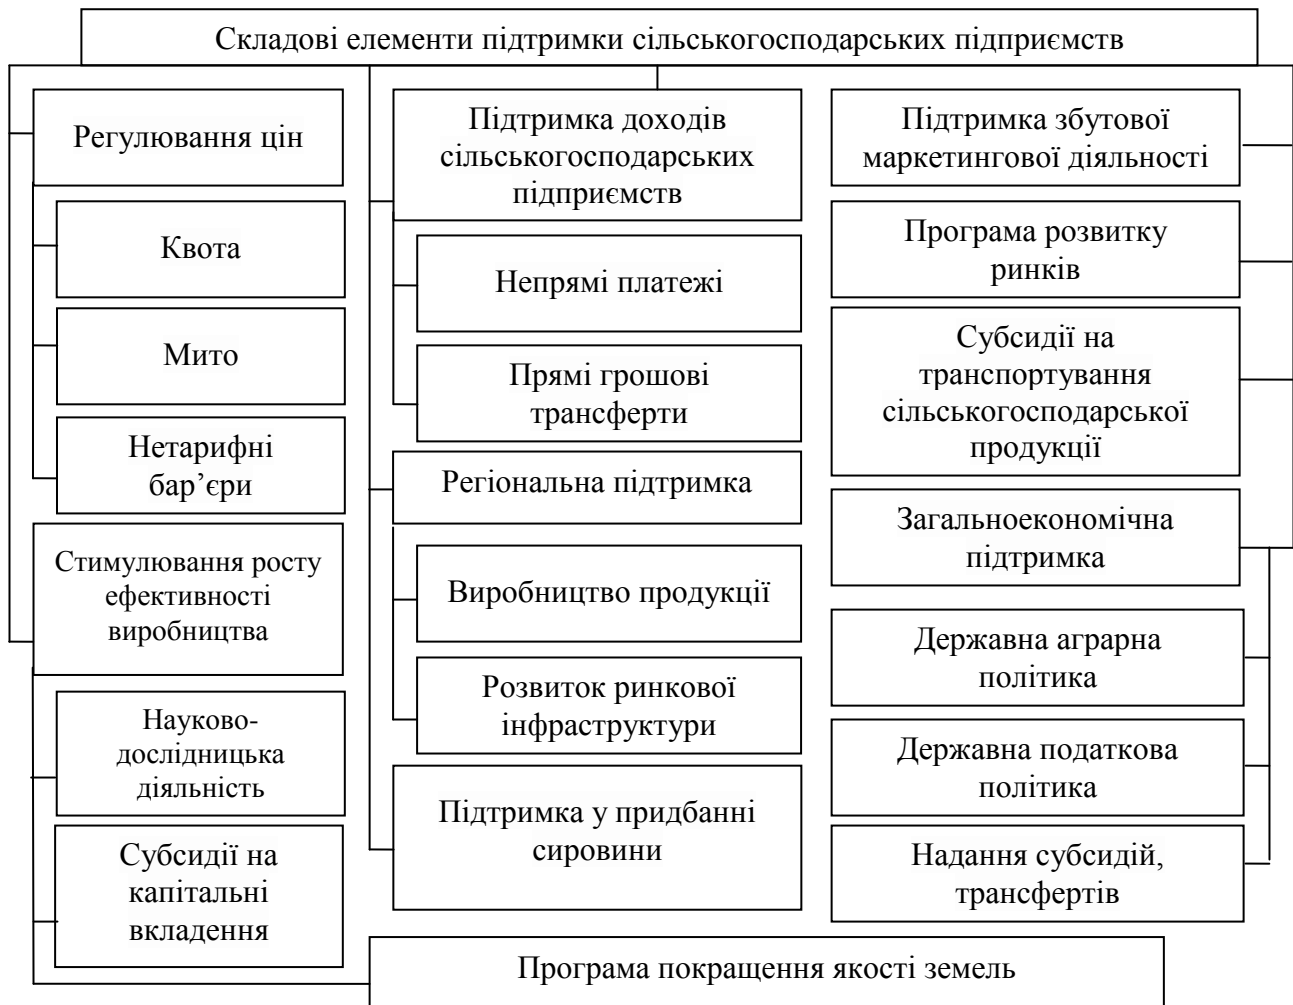 Складові елементи підтримки сільськогосподарських підприємств
Регулювання цін
Квота
Мито
Нетарифні
бар’єри
Стимулювання росту
ефективності
виробництва
Науково-
дослідницька
діяльність
Субсидії на
капітальні
вкладення
Підтримка доходів
сільськогосподарських
підприємств
Непрямі платежі
Прямі грошові
трансферти
Регіональна підтримка
Виробництво продукції
Розвиток ринкової
інфраструктури
Підтримка у придбанні
сировини
Підтримка збутової
маркетингової діяльності
Програма розвитку
ринків
Субсидії на
транспортування
сільськогосподарської
продукції
Загальноекономічна
підтримка
Державна аграрна
політика
Державна податкова
політика
Надання субсидій,
трансфертів
Програма покращення якості земель